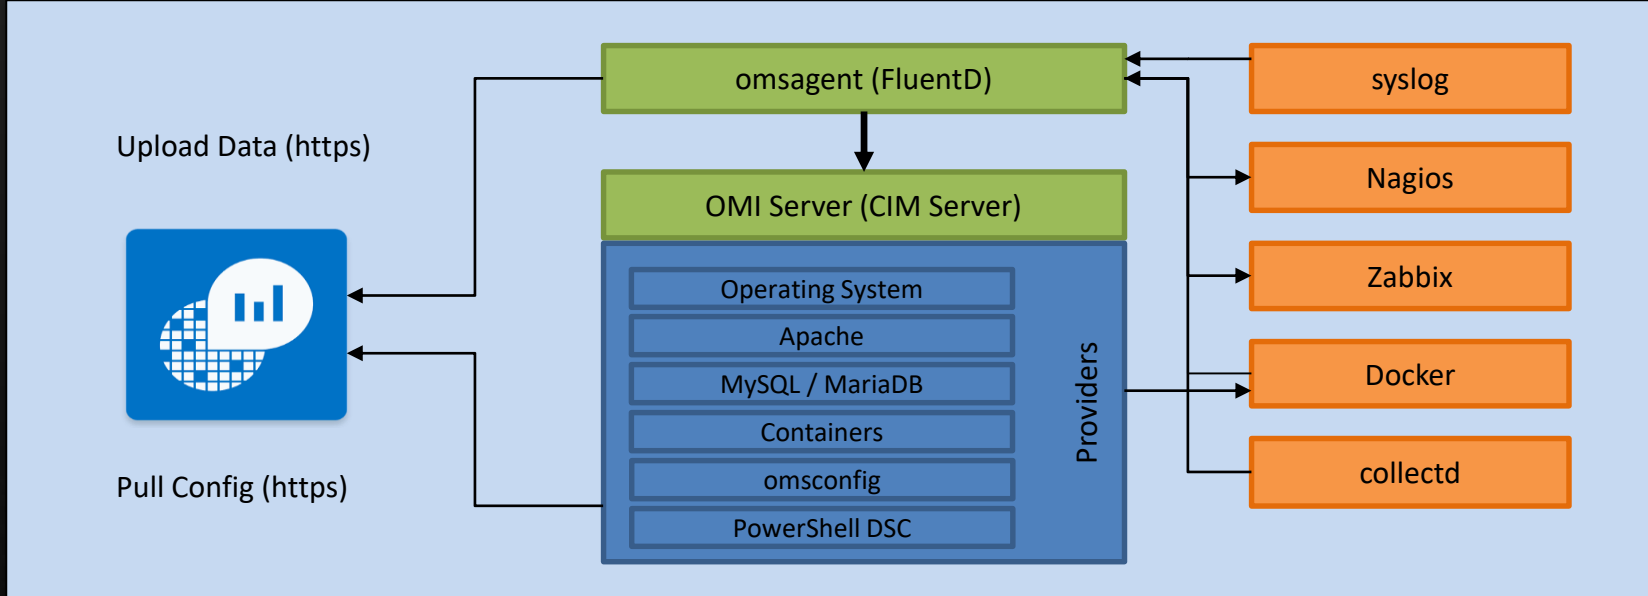 Upload Data (https)
Pull Config (https)
omsagent (FluentD)
OMI Server (CIM Server)
Operating System
Apache
MySQL / MariaDB
Containers
omsconfig
PowerShell DSC
Providers
syslog
Nagios
Zabbix
Docker
collectd